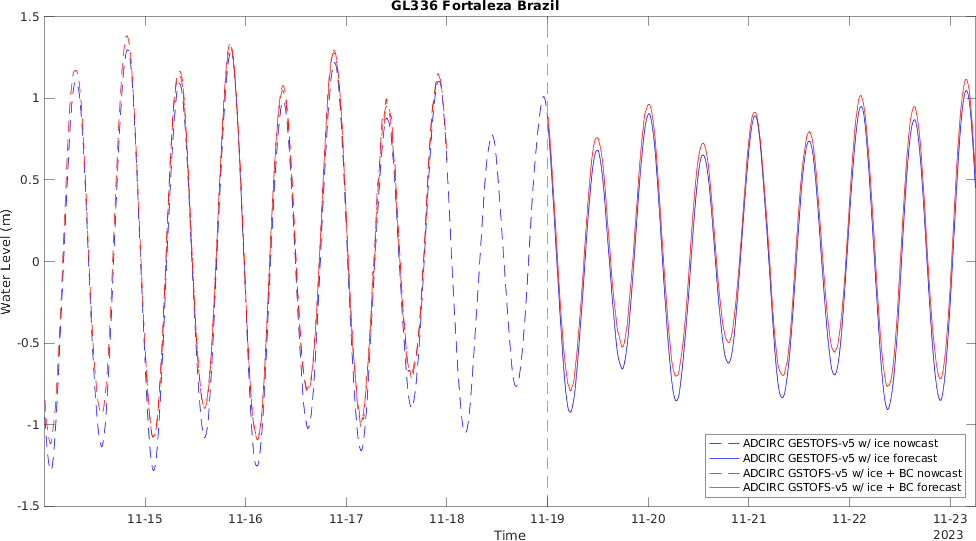 GL336 Fortaleza Brazil
1.5
1
0.5
0
-0.5
-1
-1.5
Water Level (m)
11-15
11-16
11-17
11-18
11-19
11-20
11-21
11-22
11-23
2023
Time
ADCIRC GESTOFS-v5 w/ ice nowcast
ADCIRC GESTOFS-v5 w/ ice forecast
ADCIRC GSTOFS-v5 w/ ice + BC nowcast
ADCIRC GSTOFS-v5 w/ ice + BC forecast